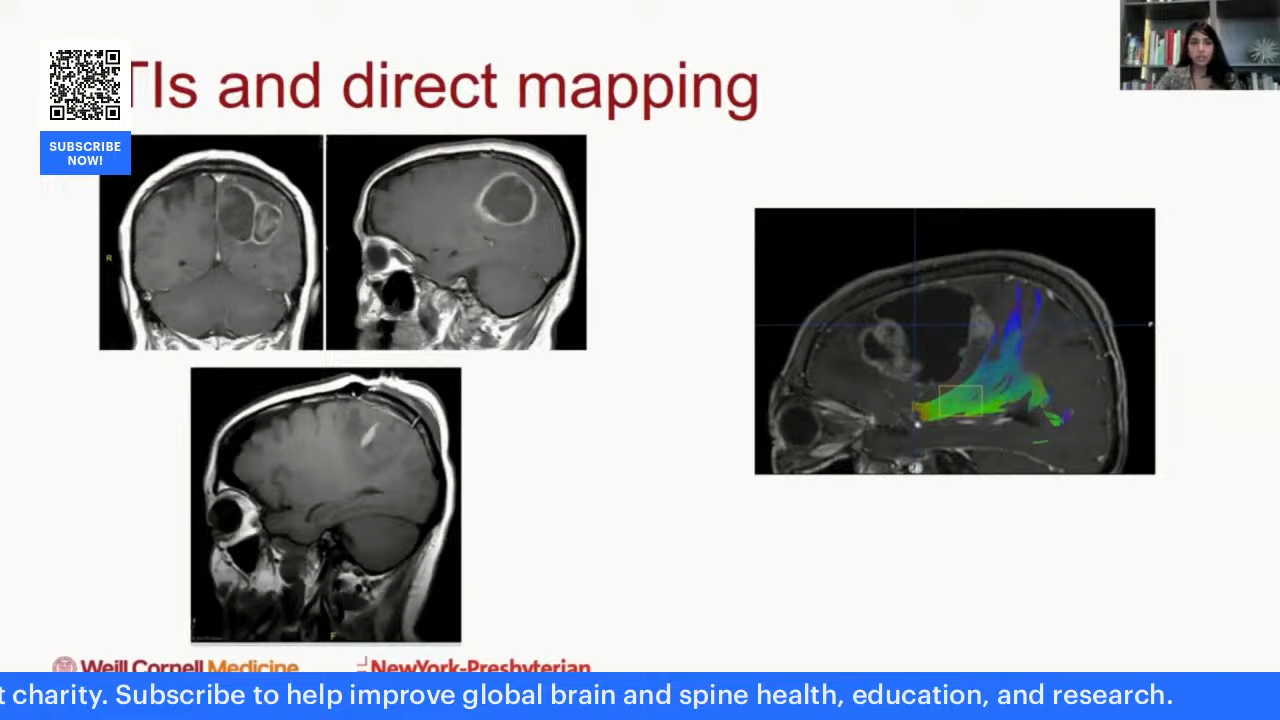 TIs and direct mapping
SUBSCRIBE
NOW!
R
P
F
Weill Cornell Medicine
NewYork-Presbyterian
t charity. Subscribe to help improve global brain and spine health, education, and research.